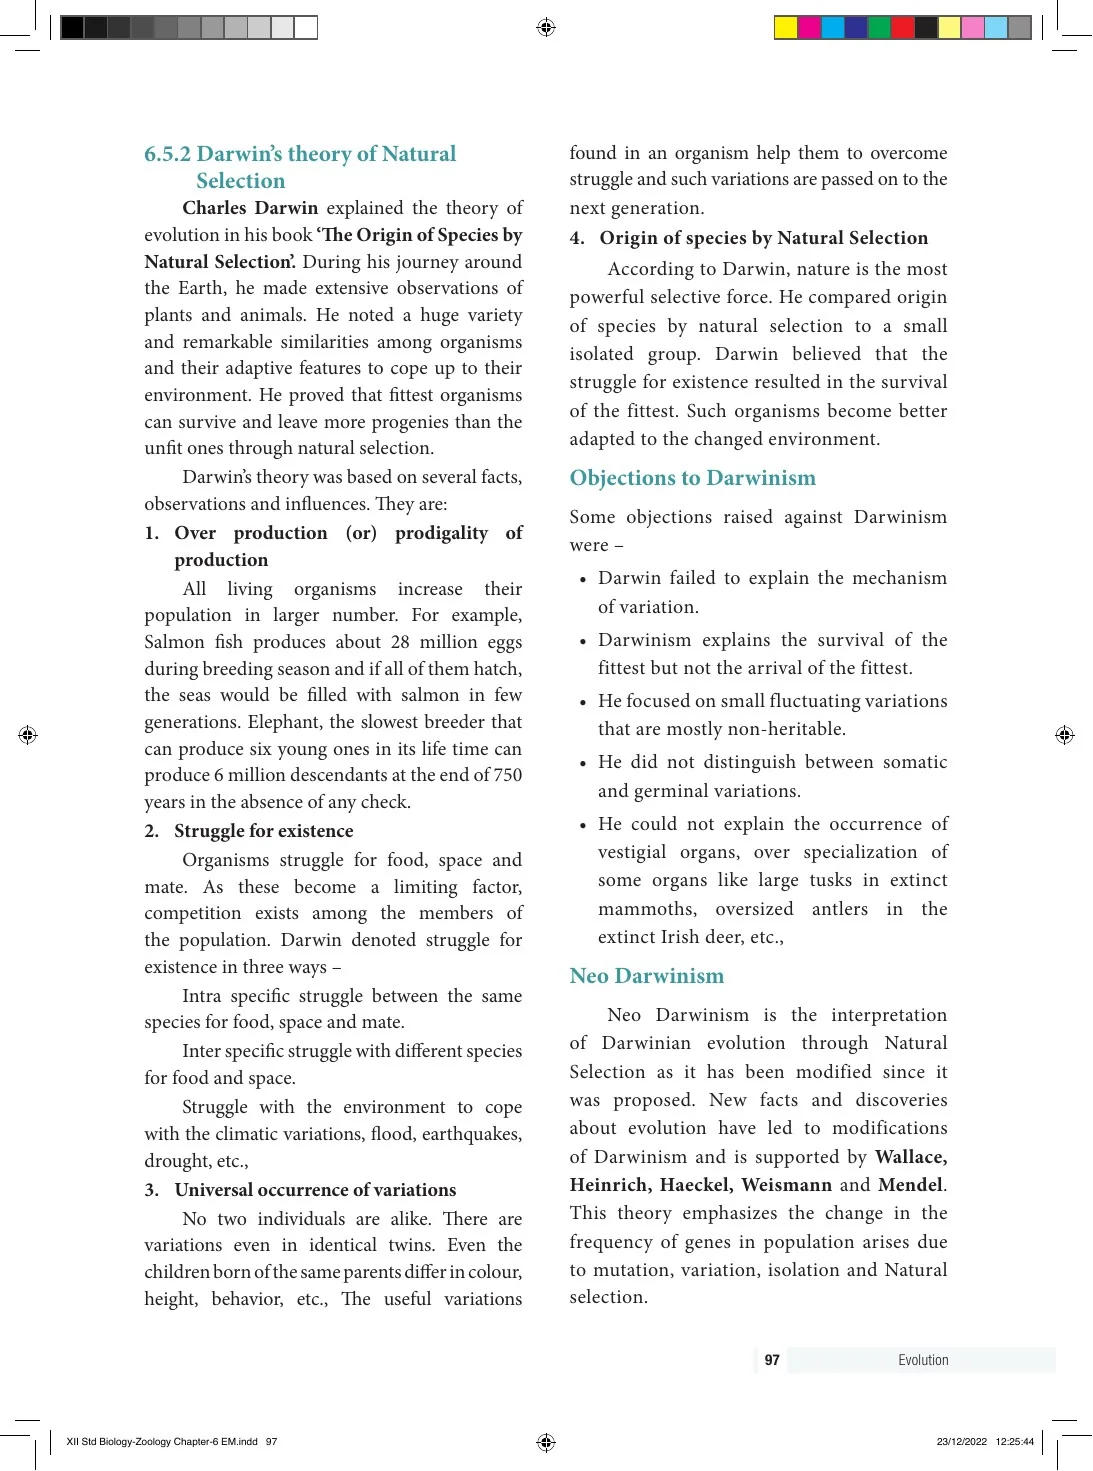 6.5.2 Darwin’s theory of Natural
Selection
Charles Darwin explained the theory of
evolution in his book ‘The Origin of Species by
Natural Selection’. During his journey around
the Earth, he made extensive observations of
plants and animals. He noted a huge variety
and remarkable similarities among organisms
and their adaptive features to cope up to their
environment. He proved that fittest organisms
can survive and leave more progenies than the
unfit ones through natural selection.
Darwin’s theory was based on several facts,
observations and influences. They are:
1. Over production (or) prodigality of
production
All living organisms increase their
population in larger number. For example,
Salmon fish produces about 28 million eggs
during breeding season and if all of them hatch,
the seas would be filled with salmon in few
generations. Elephant, the slowest breeder that
can produce six young ones in its life time can
produce 6 million descendants at the end of 750
years in the absence of any check.
2. Struggle for existence
Organisms struggle for food, space and
mate. As these become a limiting factor,
competition exists among the members of
the population. Darwin denoted struggle for
existence in three ways –
Intra specific struggle between the same
species for food, space and mate.
Inter specific struggle with different species
for food and space.
Struggle with the environment to cope
with the climatic variations, flood, earthquakes,
drought, etc.,
3. Universal occurrence of variations
No two individuals are alike. There are
variations even in identical twins. Even the
children born of the same parents differ in colour,
height, behavior, etc., The useful variations
found in an organism help them to overcome
struggle and such variations are passed on to the
next generation.
4. Origin of species by Natural Selection
According to Darwin, nature is the most
powerful selective force. He compared origin
of species by natural selection to a small
isolated group. Darwin believed that the
struggle for existence resulted in the survival
of the fittest. Such organisms become better
adapted to the changed environment.
Objections to Darwinism
Some objections raised against Darwinism
were –
• Darwin failed to explain the mechanism
of variation.
• Darwinism explains the survival of the
fittest but not the arrival of the fittest.
• He focused on small fluctuating variations
that are mostly non-heritable.
• He did not distinguish between somatic
and germinal variations.
• He could not explain the occurrence of
vestigial organs, over specialization of
some organs like large tusks in extinct
mammoths, oversized antlers in the
extinct Irish deer, etc.,
Neo Darwinism
Neo Darwinism is the interpretation
of Darwinian evolution through Natural
Selection as it has been modified since it
was proposed. New facts and discoveries
about evolution have led to modifications
of Darwinism and is supported by Wallace,
Heinrich, Haeckel, Weismann and Mendel.
This theory emphasizes the change in the
frequency of genes in population arises due
to mutation, variation, isolation and Natural
selection.
97 Evolution
XII Std Biology-Zoology Chapter-6 EM.indd 97 23/12/2022 12:25:44